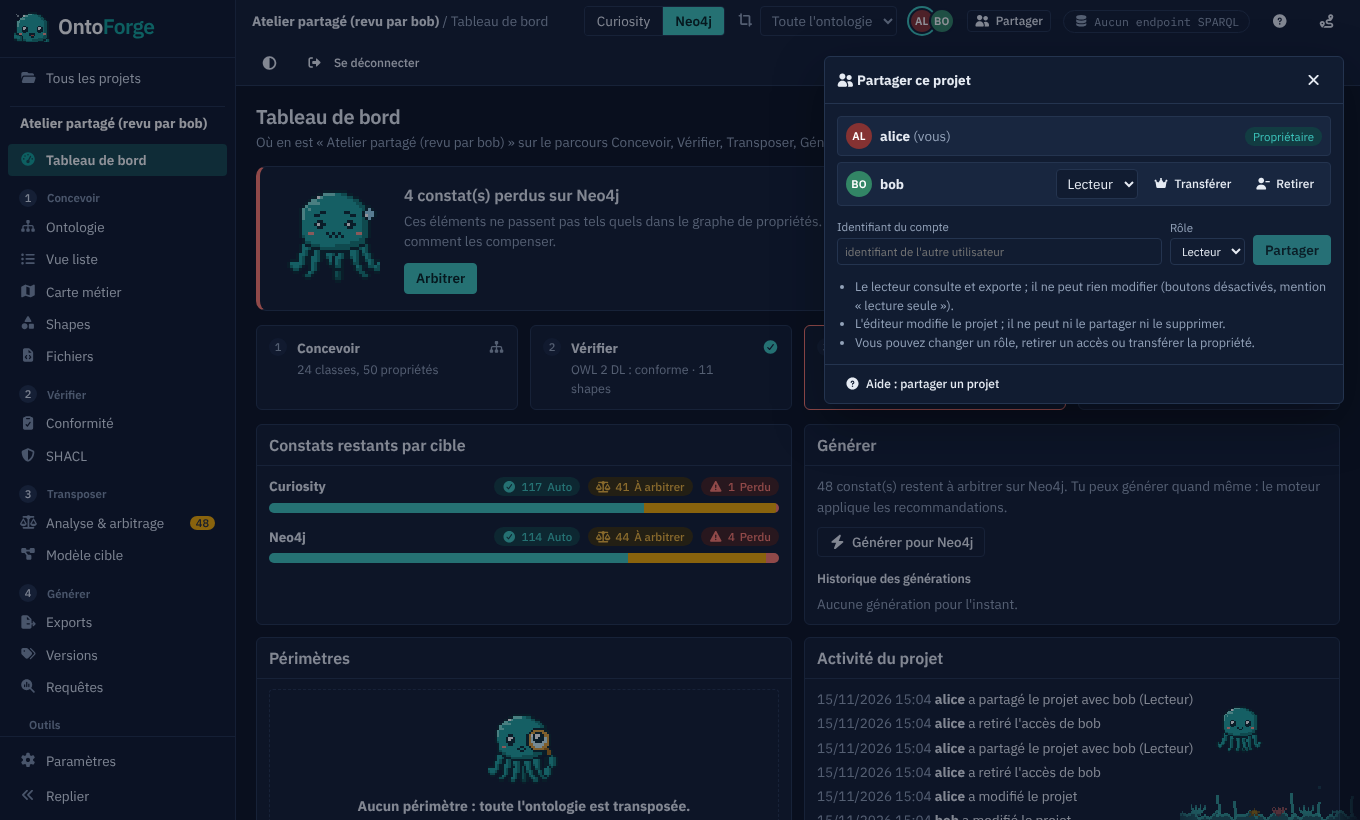 OntoForge
Tous les projets
Atelier partagé (revu par bob)
Tableau de bord
1 Concevoir
Ontologie
Vue liste
Carte métier
Shapes
Fichiers
2 Vérifier
Conformité
SHACL
3 Transposer
Analyse & arbitrage 48
Modèle cible
4 Générer
Exports
Versions
Requêtes
Outils
Paramètres
Replier
Atelier partagé (revu par bob) / Tableau de bord
Curiosity Neo4j
Toute l'ontologie
AL BO
Partager
Aucun endpoint SPARQL
Se déconnecter
Tableau de bord
Où en est « Atelier partagé (revu par bob) » sur le parcours Concevoir, Vérifier, Transposer, Gén
4 constat(s) perdus sur Neo4j
Ces éléments ne passent pas tels quels dans le graphe de propriétés.
comment les compenser.
Arbitrer
1 Concevoir
24 classes, 50 propriétés
2 Vérifier
OWL 2 DL : conforme · 11
shapes
Partager ce projet
AL alice (vous) Propriétaire
BO bob Lecteur Transférer Retirer
Identifiant du compte Rôle
identifiant de l'autre utilisateur Lecteur Partager
• Le lecteur consulte et exporte ; il ne peut rien modifier (boutons désactivés, mention
« lecture seule »).
• L'éditeur modifie le projet ; il ne peut ni le partager ni le supprimer.
• Vous pouvez changer un rôle, retirer un accès ou transférer la propriété.
Aide : partager un projet
Constats restants par cible
Curiosity 117 Auto 41 À arbitrer 1 Perdu
Neo4j 114 Auto 44 À arbitrer 4 Perdu
Générer
48 constat(s) restent à arbitrer sur Neo4j. Tu peux générer quand même : le moteur
applique les recommandations.
Générer pour Neo4j
Historique des générations
Aucune génération pour l'instant.
Périmètres
Aucun périmètre : toute l'ontologie est transposée.
Activité du projet
15/11/2026 15:04 alice a partagé le projet avec bob (Lecteur)
15/11/2026 15:04 alice a retiré l'accès de bob
15/11/2026 15:04 alice a partagé le projet avec bob (Lecteur)
15/11/2026 15:04 alice a retiré l'accès de bob
15/11/2026 15:04 alice a modifié le projet
15/11/2026 15:04 bob a modifié le projet